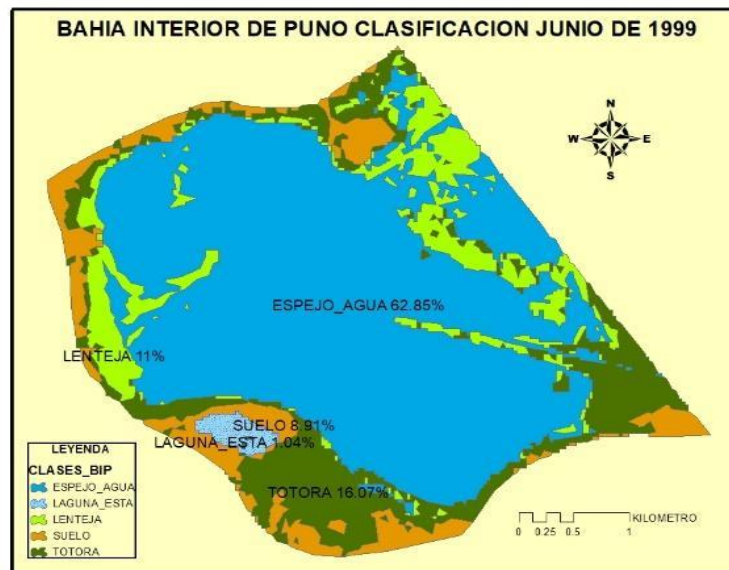 BAHIA INTERIOR DE PUNO CLASIFICACION JUNIO DE 1999
N
W E
S
ESPEJO_AGUA 62.85%
LENTEJA 11%
SUELO 8.91%
LAGUNA_ESTA 1.04%
TOTORA 16.07%
LEYENDA
CLASES_BIP
ESPEJO_AGUA
LAGUNA_ESTA
LENTEJA
SUELO
TOTORA
KILOMETRO
0 0.25 0.5 1